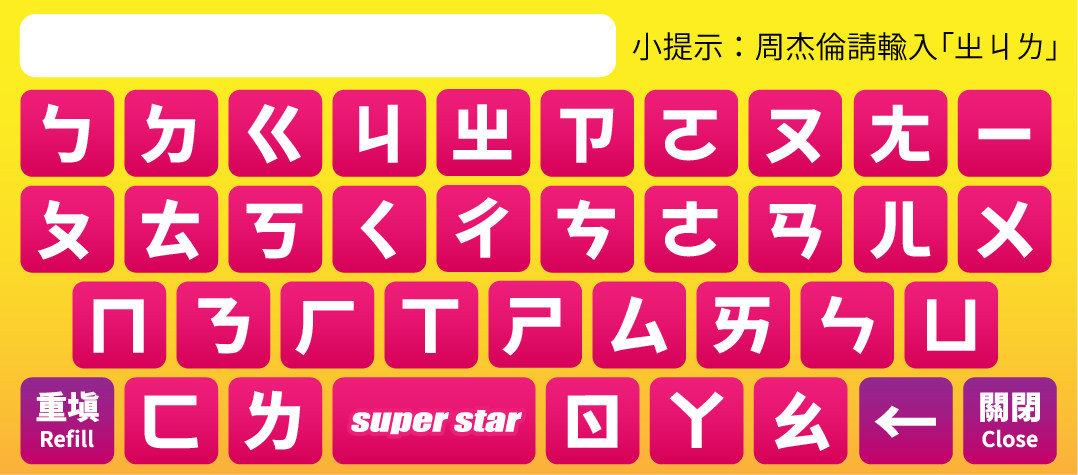 小提示：周杰倫請輸入「ㄓㄐㄌ」
ㄅ ㄉ ㄍ ㄐ ㄓ ㄗ ㄛ ㄡ ㄤ ㄧ
ㄆ ㄊ ㄎ ㄑ ㄔ ㄘ ㄜ ㄢ ㄦ ㄨ
ㄇ ㄋ ㄏ ㄒ ㄕ ㄙ ㄞ ㄣ ㄩ
重填
Refill
ㄈ ㄌ super star ㄖ ㄚ ㄠ ←
關閉
Close